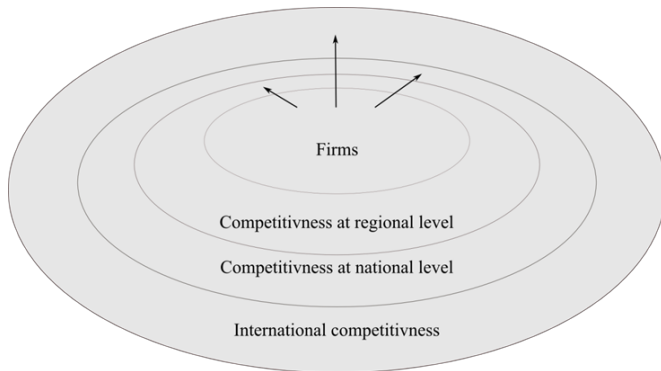 Firms
Competitivness at regional level
Competitivness at national level
International competitivness